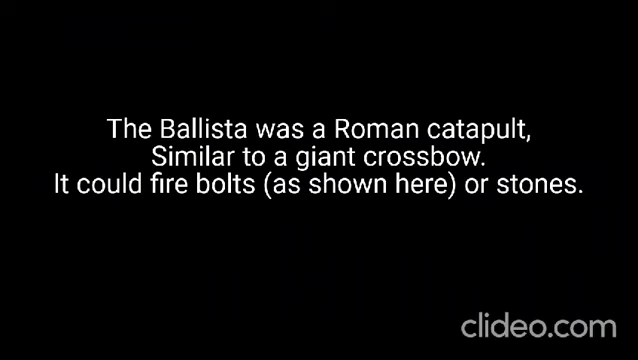 The Ballista was a Roman catapult,
Similar to a giant crossbow.
It could fire bolts (as shown here) or stones.
clideo.com